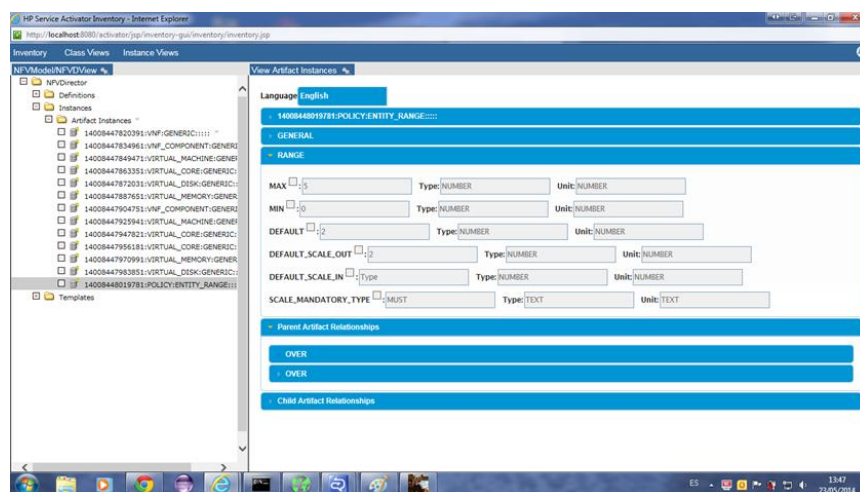 HP Service Activator Inventory - Internet Explorer
http://localhost:8080/activator/jsp/inventory-gui/inventory/inventory.jsp
Inventory Class Views Instance Views
NFVModel/NFVDView
NFVDirector
Definitions
Instances
Artifact Instances
14008447820391:VNF:GENERIC:::::
14008447834961:VNF_COMPONENT:GENERI
14008447849471:VIRTUAL_MACHINE:GENER
14008447863351:VIRTUAL_CORE:GENERIC:
14008447872031:VIRTUAL_DISK:GENERIC::
14008447887651:VIRTUAL_MEMORY:GENER
14008447904751:VNF_COMPONENT:GENERI
14008447925941:VIRTUAL_MACHINE:GENER
14008447947821:VIRTUAL_CORE:GENERIC:
14008447956181:VIRTUAL_CORE:GENERIC:
14008447970991:VIRTUAL_MEMORY:GENER
14008447983851:VIRTUAL_DISK:GENERIC::
14008448019781:POLICY:ENTITY_RANGE:::
Templates
View Artifact Instances
Language English
14008448019781:POLICY:ENTITY_RANGE:::::
GENERAL
RANGE
MAX : 5 Type: NUMBER Unit: NUMBER
MIN : 0 Type: NUMBER Unit: NUMBER
DEFAULT : 2 Type: NUMBER Unit: NUMBER
DEFAULT_SCALE_OUT : 2 Type: NUMBER Unit: NUMBER
DEFAULT_SCALE_IN : Type Type: NUMBER Unit: NUMBER
SCALE_MANDATORY_TYPE : MUST Type: TEXT Unit: TEXT
Parent Artifact Relationships
OVER
OVER
Child Artifact Relationships
ES
13:47
23/05/2014